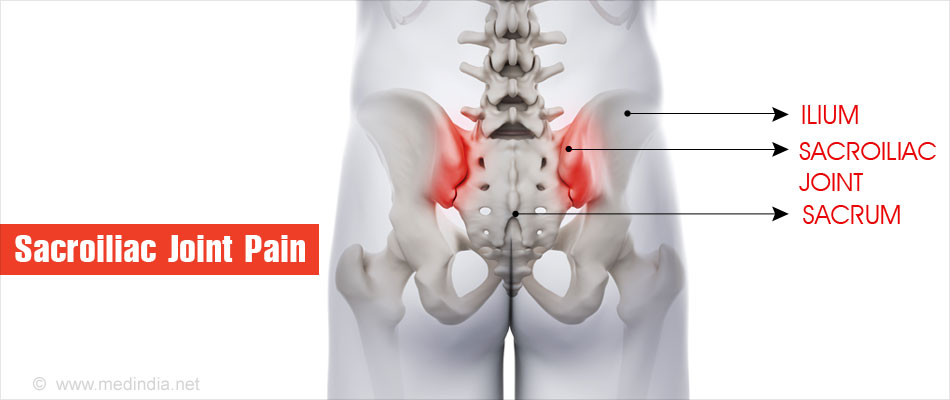 Sacroiliac Joint Pain
ILIUM
SACROILIAC
JOINT
SACRUM
© www.medindia.net